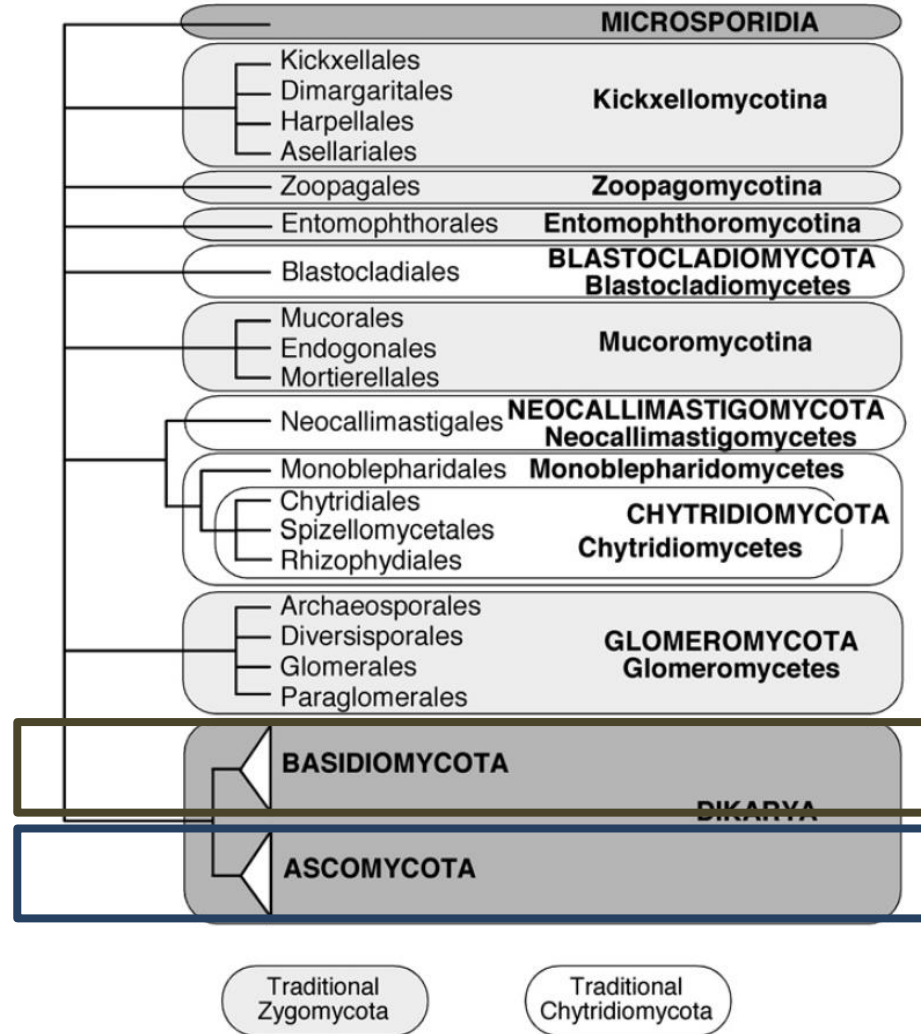 MICROSPORIDIA
Kickxellales
Dimargaritales
Kickxellomycotina
Harpellales
Asellariales
Zoopagales Zoopagomycotina
Entomophthorales Entomophthoromycotina
BLASTOCLADIOMYCOTA
Blastocladiales
Blastocladiomycetes
Mucorales
Endogonales Mucoromycotina
Mortierellales
Neocallimastigales NEOCALLIMASTIGOMYCOTA
Neocallimastigomycetes
Monoblepharidales Monoblepharidomycetes
Chytridiales
CHYTRIDIOMYCOTA
Spizellomycetales
Chytridiomycetes
Rhizophydiales
Archaeosporales
Diversisporales
GLOMEROMYCOTA
Glomerales Glomeromycetes
Paraglomerales
BASIDIOMYCOTA
DIKARYA
ASCOMYCOTA
Traditional
Zygomycota
Traditional
Chytridiomycota